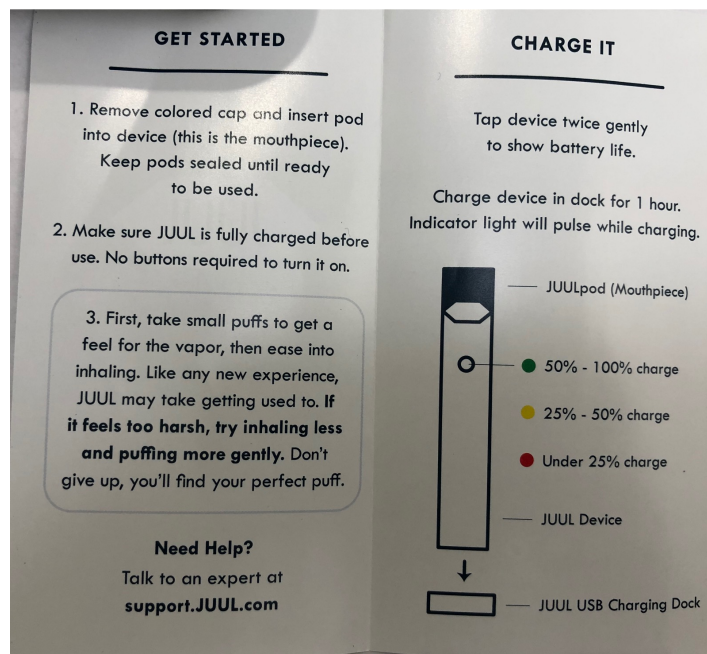 GET STARTED
1. Remove colored cap and insert pod
into device (this is the mouthpiece).
Keep pods sealed until ready
to be used.
2. Make sure JUUL is fully charged before
use. No buttons required to turn it on.
3. First, take small puffs to get a
feel for the vapor, then ease into
inhaling. Like any new experience,
JUUL may take getting used to. If
it feels too harsh, try inhaling less
and puffing more gently. Don't
give up, you'll find your perfect puff.
Need Help?
Talk to an expert at
support.JUUL.com
CHARGE IT
Tap device twice gently
to show battery life.
Charge device in dock for 1 hour.
Indicator light will pulse while charging.
JUULpod (Mouthpiece)
50% - 100% charge
25% - 50% charge
Under 25% charge
JUUL Device
JUUL USB Charging Dock